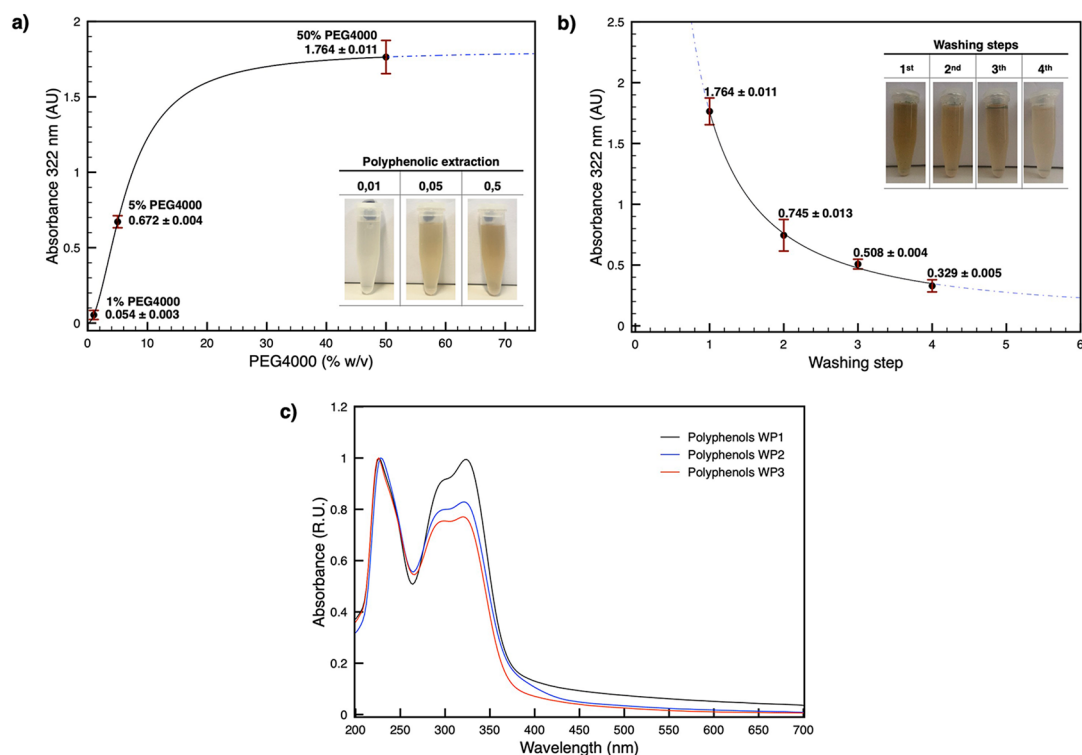 a)
Absorbance 322 nm (AU)
2
1.5
1
0.5
0
50% PEG4000
1.764 ± 0.011
5% PEG4000
0.672 ± 0.004
1% PEG4000
0.054 ± 0.003
Polyphenolic extraction
0,01 0,05 0,5
0 10 20 30 40 50 60 70
PEG4000 (% w/v)
b)
Absorbance 322 nm (AU)
2.5
2
1.5
1
0.5
0
1.764 ± 0.011
0.745 ± 0.013
0.508 ± 0.004
0.329 ± 0.005
Washing steps
1st 2nd 3th 4th
0 1 2 3 4 5 6
Washing step
c)
Absorbance (R.U.)
1.2
1
0.8
0.6
0.4
0.2
0
Polyphenols WP1
Polyphenols WP2
Polyphenols WP3
200 250 300 350 400 450 500 550 600 650 700
Wavelength (nm)